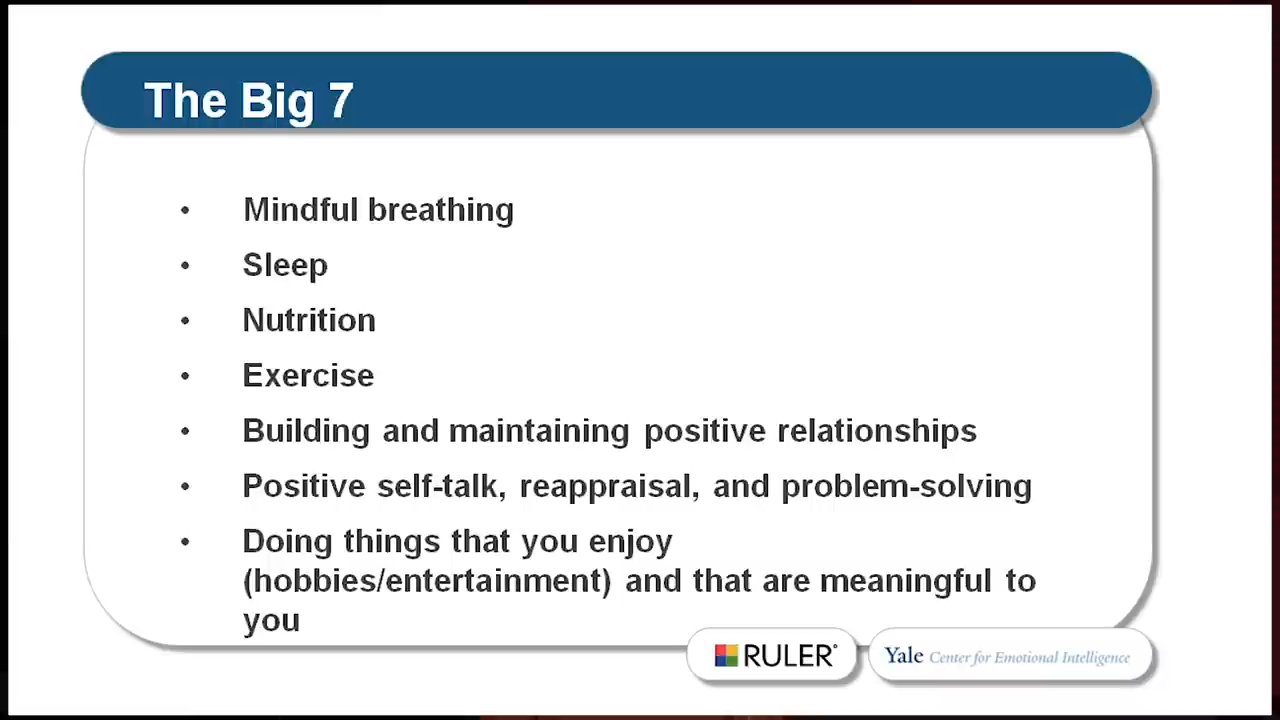 The Big 7
• Mindful breathing
• Sleep
• Nutrition
• Exercise
• Building and maintaining positive relationships
• Positive self-talk, reappraisal, and problem-solving
• Doing things that you enjoy
(hobbies/entertainment) and that are meaningful to
you
RULER®
Yale Center for Emotional Intelligence